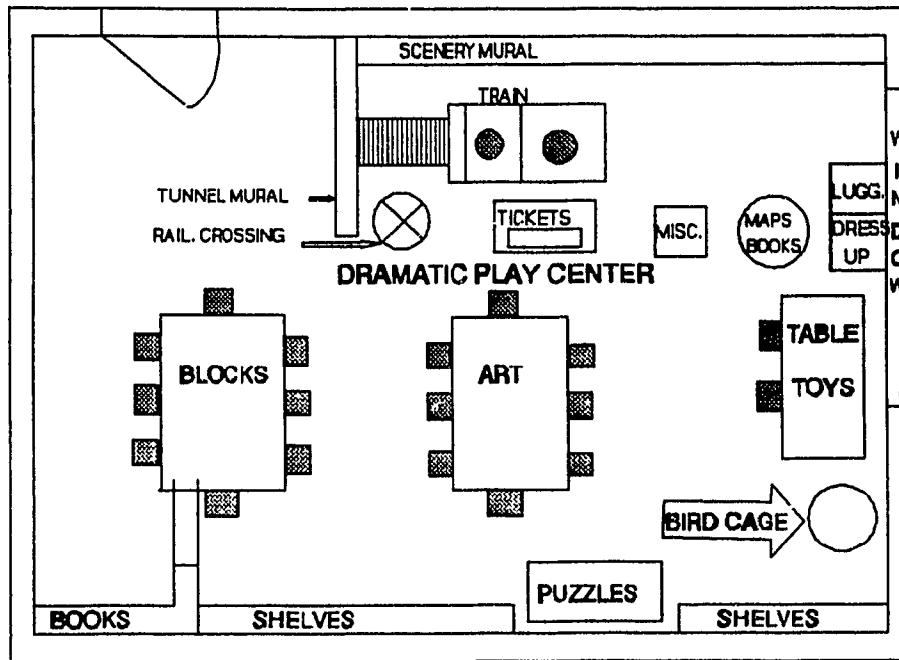 SCENERY MURAL
TRAIN
TUNNEL MURAL
RAIL. CROSSING
TICKETS
MISC.
MAPS
BOOKS
LUGG.
DRESS
UP
WINDOW
DRAMATIC PLAY CENTER
BLOCKS
ART
TABLE
TOYS
BIRD CAGE
PUZZLES
BOOKS
SHELVES
SHELVES